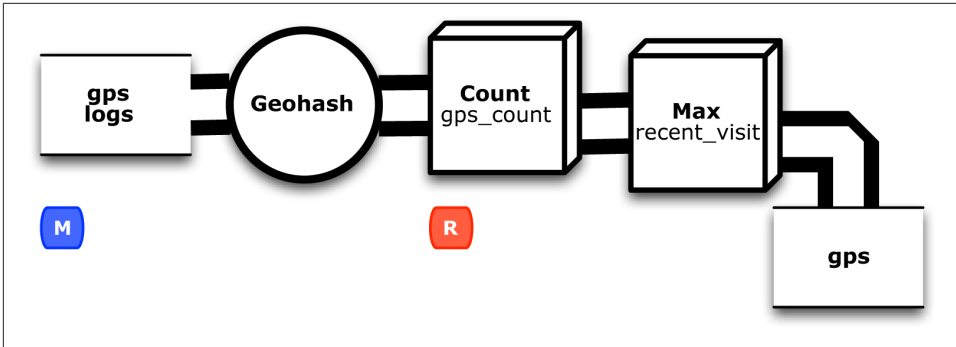 gps
logs
Geohash
Count
gps_count
Max
recent_visit
M
R
gps